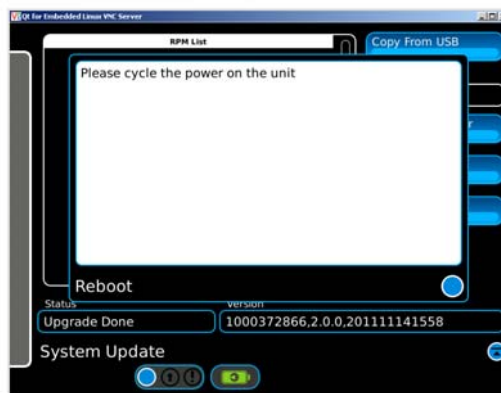 Qt for Embedded Linux VNC Server
RPM List
Copy From USB
Please cycle the power on the unit
r
Reboot
Status
Version
Upgrade Done
1000372866,2.0.0,201111141558
System Update